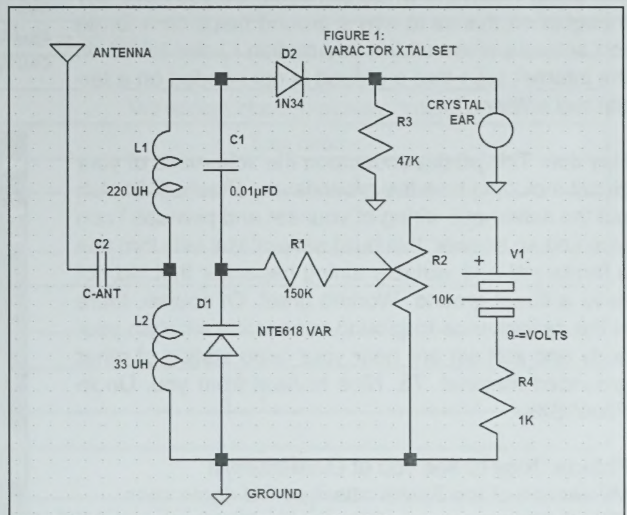 FIGURE 1:
VARACTOR XTAL SET
ANTENNA
D2
1N34
CRYSTAL
EAR
R3
47K
C1
0.01µFD
L1
220 UH
C2
C-ANT
R1
150K
R2
10K
V1
+
9-=VOLTS
D1
NTE618 VAR
L2
33 UH
R4
1K
GROUND